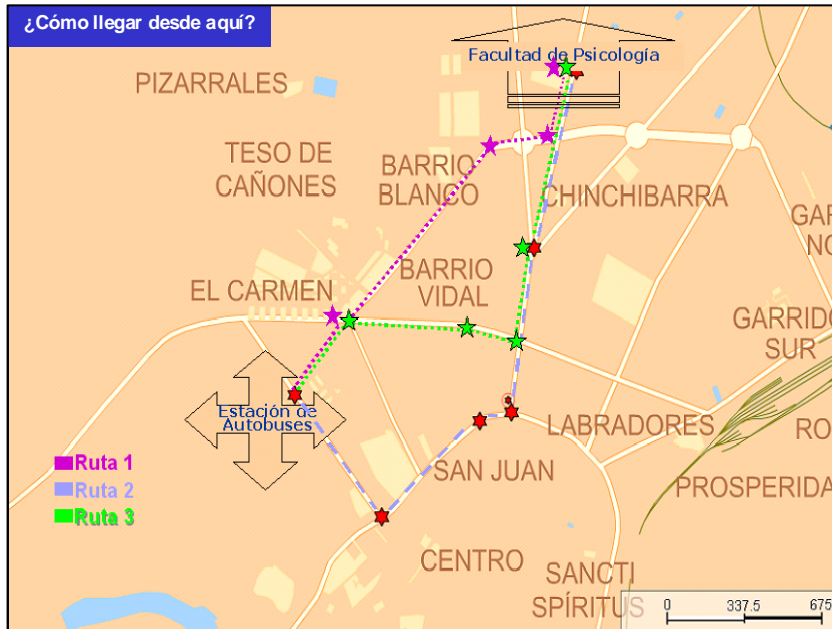 ¿Cómo llegar desde aquí?
Facultad de Psicología
PIZARRALES
TESO DE
CAÑONES
BARRIO
BLANCO
CHINCHIBARRA
GAR
NO
BARRIO
VIDAL
EL CARMEN
GARRIDO
SUR
Estación de
Autobuses
LABRADORES
RO
SAN JUAN
PROSPERIDA
Ruta 1
Ruta 2
Ruta 3
CENTRO
SANCTI
SPÍRITUS
0 337.5 675